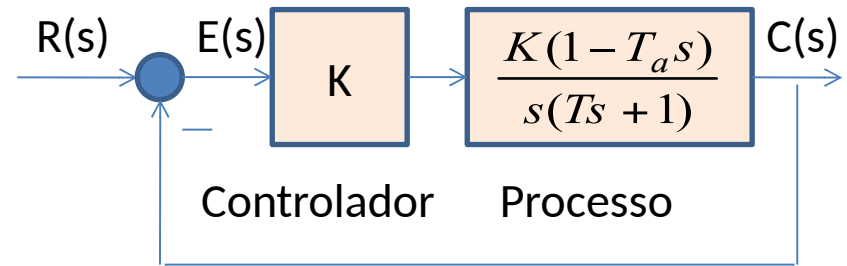 R(s) E(s) K K(1 − Tₐs) C(s)
s(Ts + 1)
−
Controlador Processo